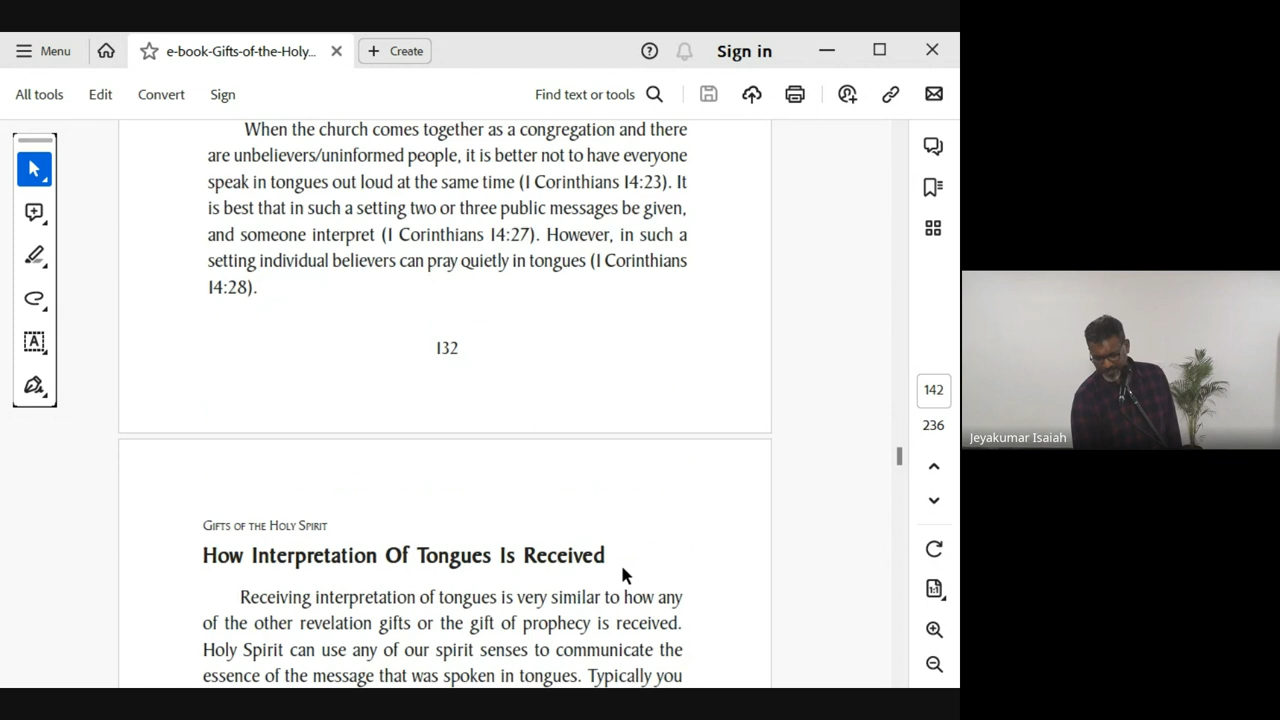 Menu
e-book-Gifts-of-the-Holy...
Create
Sign in
All tools
Edit
Convert
Sign
Find text or tools
When the church comes together as a congregation and there
are unbelievers/uninformed people, it is better not to have everyone
speak in tongues out loud at the same time (I Corinthians 14:23). It
is best that in such a setting two or three public messages be given,
and someone interpret (I Corinthians 14:27). However, in such a
setting individual believers can pray quietly in tongues (I Corinthians
14:28).
132
142
236
Jeyakumar Isaiah
Gifts of the Holy Spirit
How Interpretation Of Tongues Is Received
Receiving interpretation of tongues is very similar to how any
of the other revelation gifts or the gift of prophecy is received.
Holy Spirit can use any of our spirit senses to communicate the
essence of the message that was spoken in tongues. Typically you
1:1